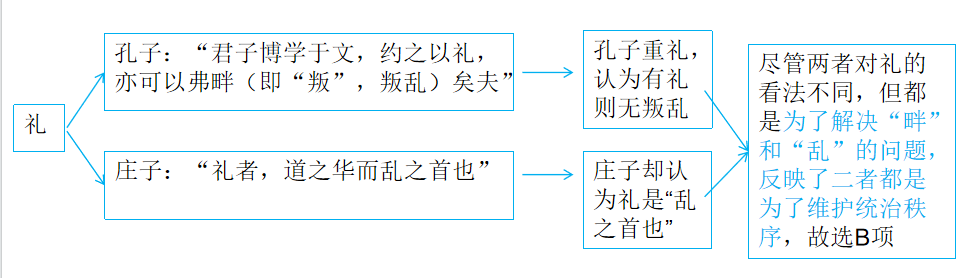 礼
孔子：“君子博学于文，约之以礼，
亦可以弗畔（即“叛”，叛乱）矣夫”
庄子：“礼者，道之华而乱之首也”
孔子重礼，
认为有礼
则无叛乱
庄子却认
为礼是“乱
之首也”
尽管两者对礼的
看法不同，但都
是为了解决“畔”
和“乱”的问题，
反映了二者都是
为了维护统治秩
序，故选B项